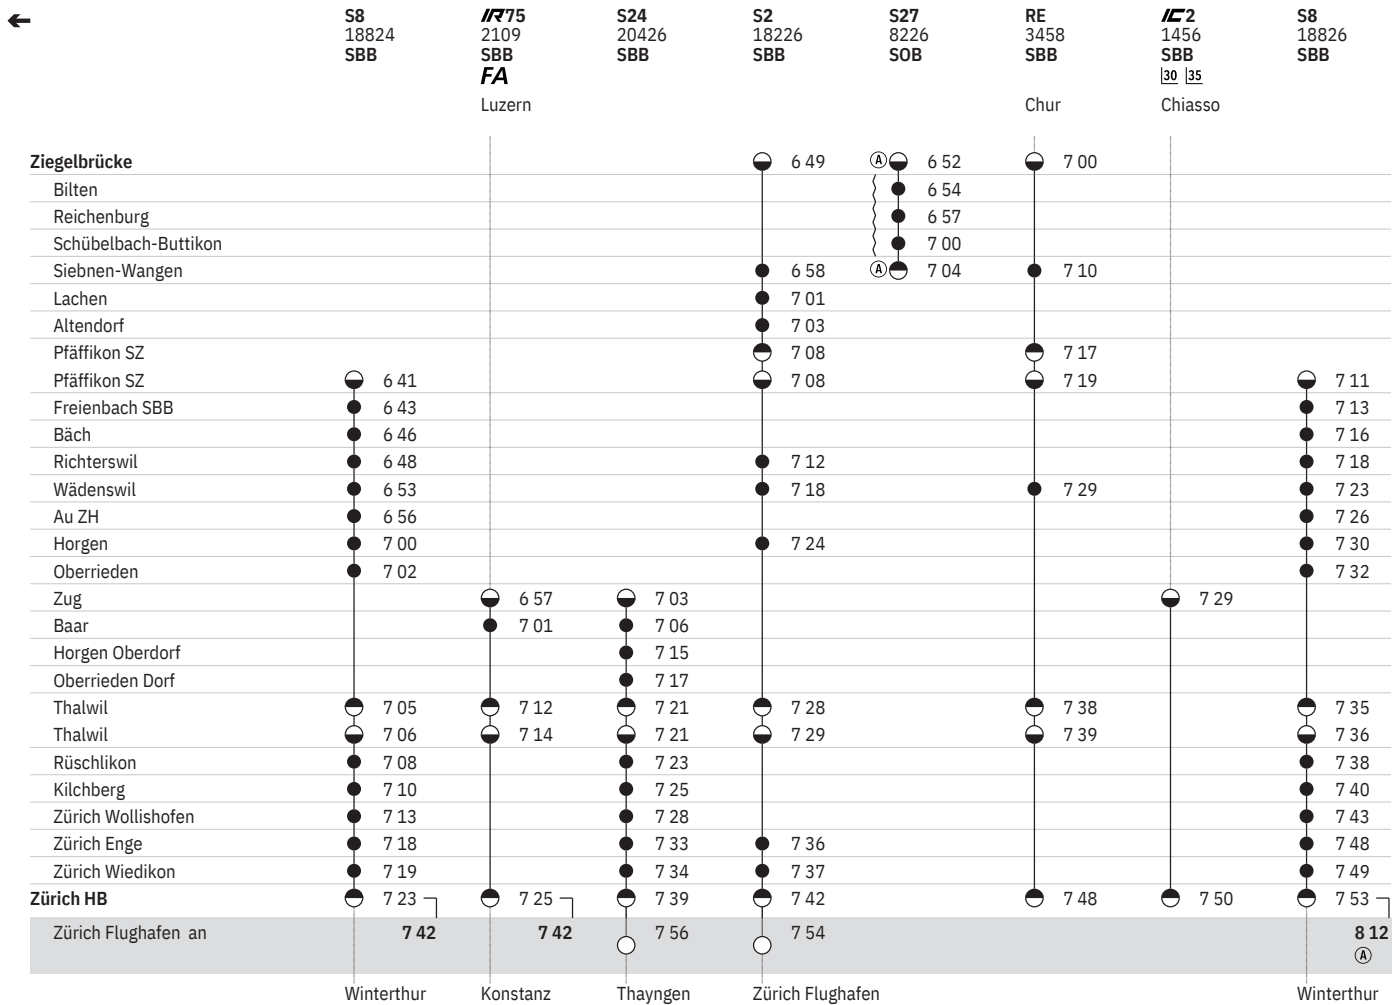 ← S8 IR75 S24 S2 S27 RE IC2 S8
18824 2109 20426 18226 8226 3458 1456 18826
SBB SBB SBB SBB SOB SBB SBB SBB
FA 30 35
Luzern Chur Chiasso
Ziegelbrücke 6 49 A 6 52 7 00
Bilten 6 54
Reichenburg 6 57
Schübelbach-Buttikon 7 00
Siebnen-Wangen 6 58 A 7 04 7 10
Lachen 7 01
Altendorf 7 03
Pfäffikon SZ 7 08 7 17
Pfäffikon SZ 6 41 7 08 7 19 7 11
Freienbach SBB 6 43 7 13
Bäch 6 46 7 16
Richterswil 6 48 7 12 7 18
Wädenswil 6 53 7 18 7 29 7 23
Au ZH 6 56 7 26
Horgen 7 00 7 24 7 30
Oberrieden 7 02 7 32
Zug 6 57 7 03 7 29
Baar 7 01 7 06
Horgen Oberdorf 7 15
Oberrieden Dorf 7 17
Thalwil 7 05 7 12 7 21 7 28 7 38 7 35
Thalwil 7 06 7 14 7 21 7 29 7 39 7 36
Rüschlikon 7 08 7 23 7 38
Kilchberg 7 10 7 25 7 40
Zürich Wollishofen 7 13 7 28 7 43
Zürich Enge 7 18 7 33 7 36 7 48
Zürich Wiedikon 7 19 7 34 7 37 7 49
Zürich HB 7 23 7 25 7 39 7 42 7 48 7 50 7 53
Zürich Flughafen an 7 42 7 42 7 56 7 54 8 12
A
Winterthur Konstanz Thayngen Zürich Flughafen Winterthur